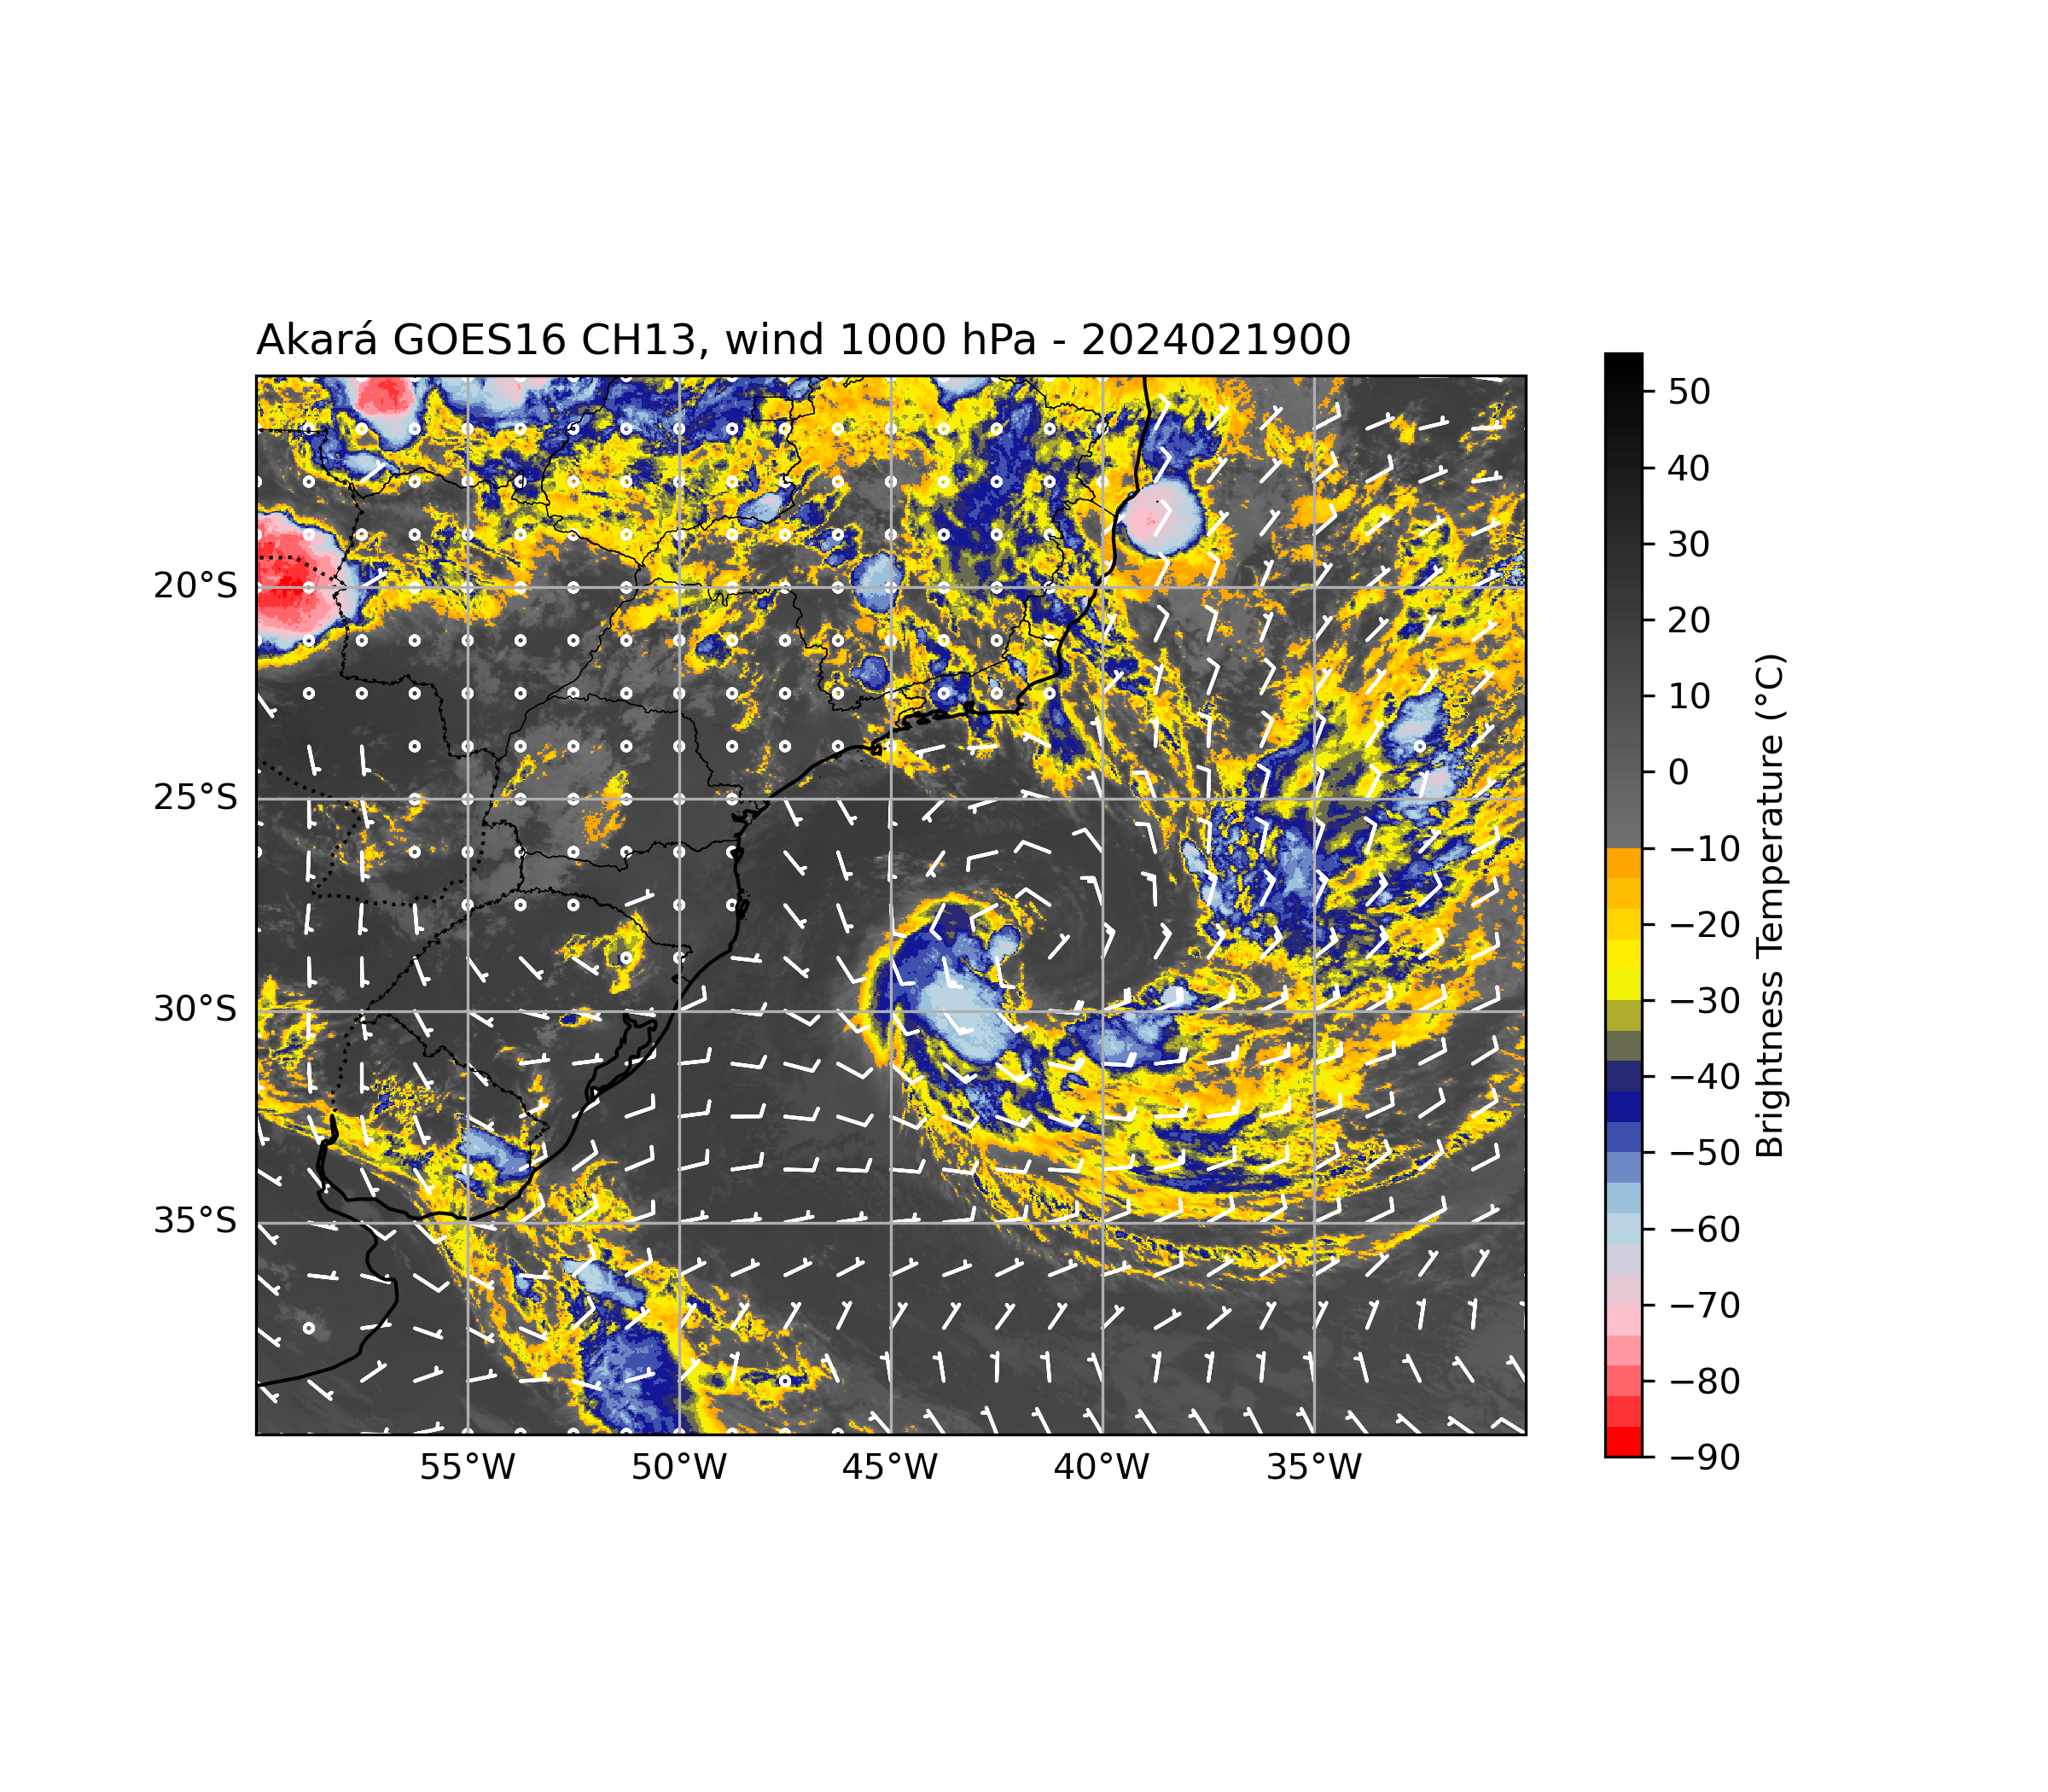 Akará GOES16 CH13, wind 1000 hPa - 2024021900
20°S
25°S
30°S
35°S
55°W
50°W
45°W
40°W
35°W
50
40
30
20
10
0
−10
−20
−30
−40
−50
−60
−70
−80
−90
Brightness Temperature (°C)